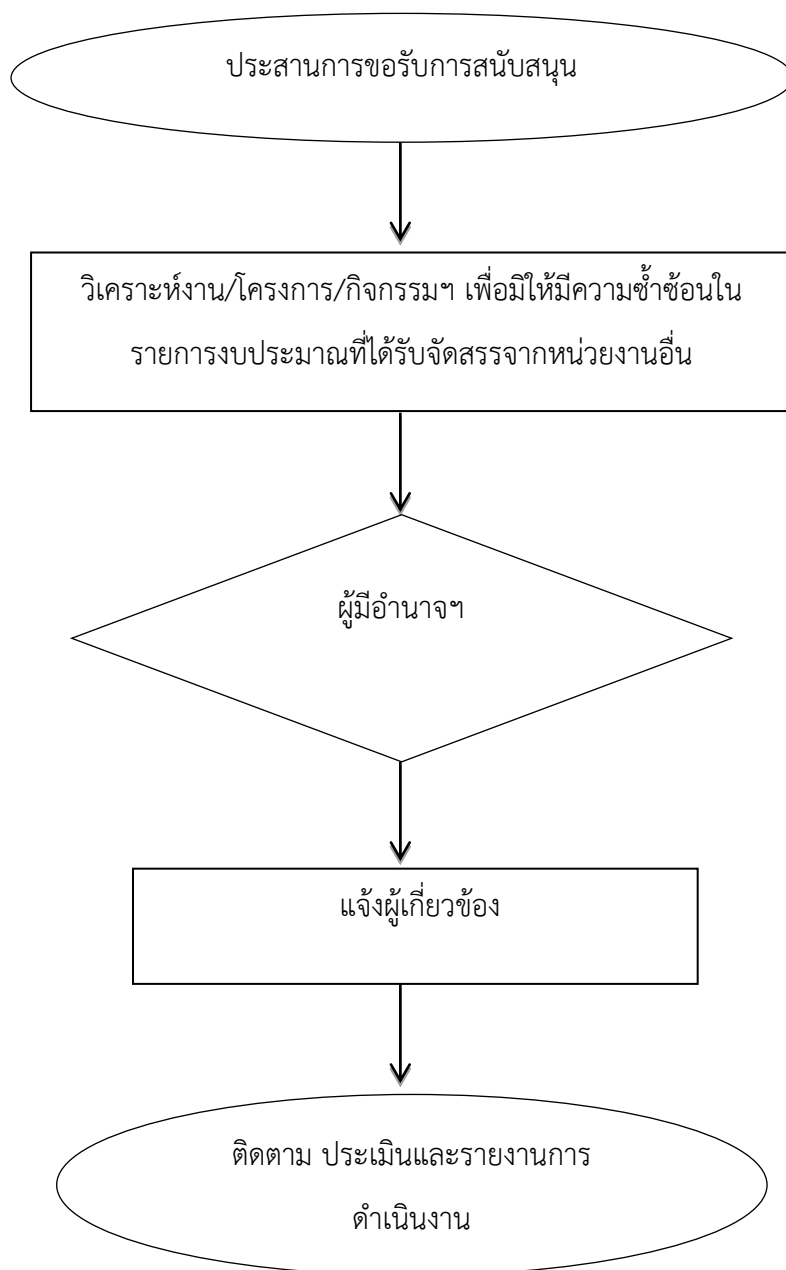 ประสานการขอรับการสนับสนุน
วิเคราะห์งาน/โครงการ/กิจกรรมฯ เพื่อมิให้มีความซ้ำซ้อนใน
รายการงบประมาณที่ได้รับจัดสรรจากหน่วยงานอื่น
ผู้มีอำนาจฯ
แจ้งผู้เกี่ยวข้อง
ติดตาม ประเมินและรายงานการ
ดำเนินงาน